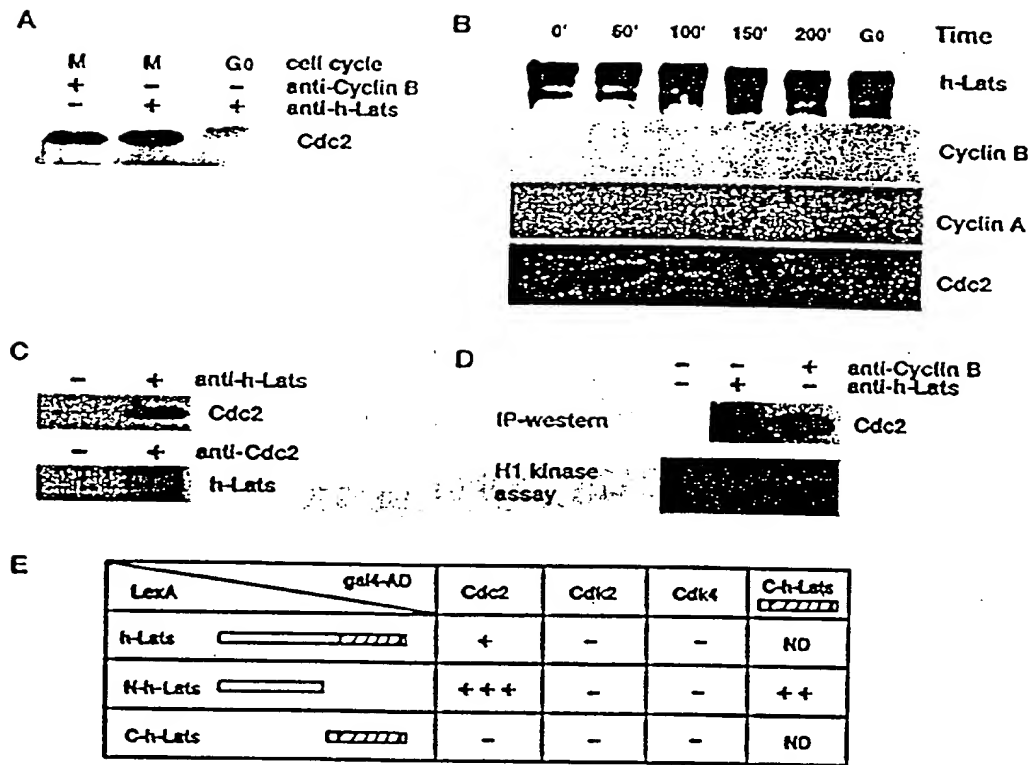 A
M M G0 cell cycle
+ − − anti-Cyclin B
− + + anti-h-Lats
Cdc2
B
0' 50' 100' 150' 200' G0 Time
h-Lats
Cyclin B
Cyclin A
Cdc2
C
− + anti-h-Lats
Cdc2
− + anti-Cdc2
h-Lats
D
− − + anti-Cyclin B
− + − anti-h-Lats
IP-western Cdc2
H1 kinase
assay
E
LexA gal4-AD Cdc2 Cdk2 Cdk4 C-h-Lats
h-Lats + − − ND
N-h-Lats +++ − − ++
C-h-Lats − − − ND